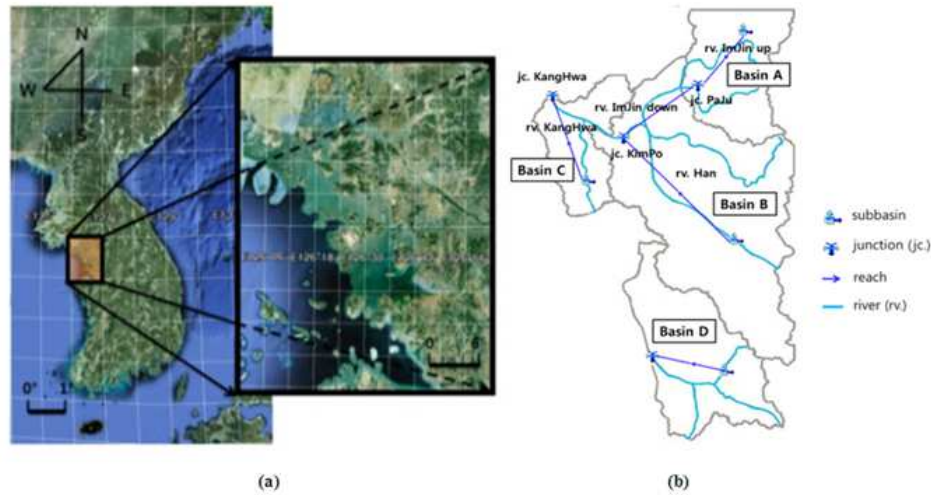 N
W
E
S
0° 1°
0 6
(a)
rv. ImJin up
Basin A
jc. KangHwa
jc. PaJu
rv. ImJin down
rv. KangHwa
jc. KimPo
Basin C
rv. Han
Basin B
Basin D
subbasin
junction (jc.)
reach
river (rv.)
(b)